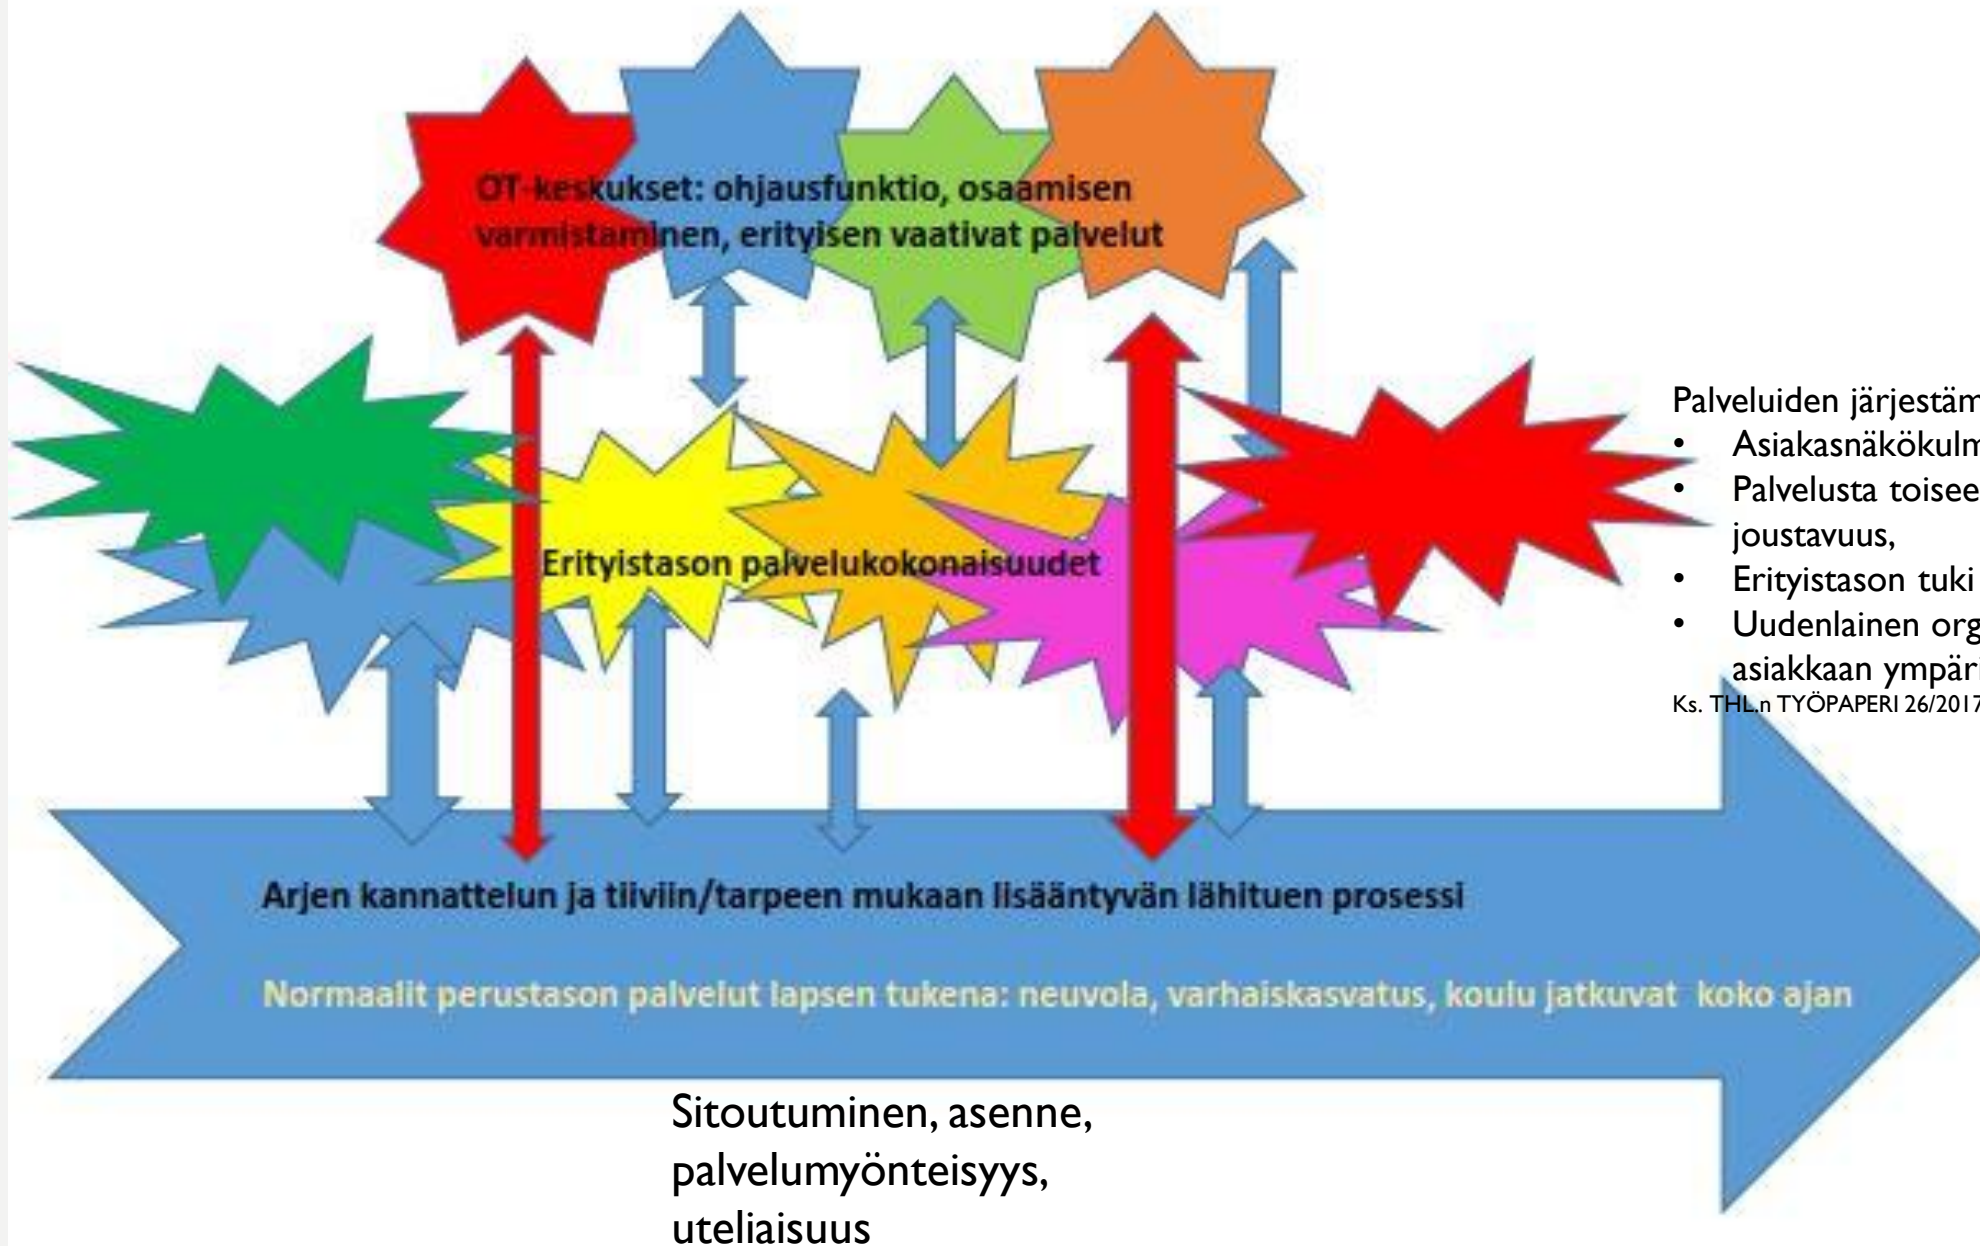 OT-keskukset: ohjausfunktio, osaamisen
varmistaminen, erityisen vaativat palvelut
Palveluiden järjestäm
• Asiakasnäkökulm
• Palvelusta toisee
joustavuus,
• Erityistason tuki
• Uudenlainen org
asiakkaan ympäri
Ks. THL:n TYÖPAPERI 26/2017
Erityistason palvelukokonaisuudet
Arjen kannattelun ja tiiviin/tarpeen mukaan lisääntyvän lähituen prosessi
Normaalit perustason palvelut lapsen tukena: neuvola, varhaiskasvatus, koulu jatkuvat koko ajan
Sitoutuminen, asenne,
palvelumyönteisyys,
uteliaisuus